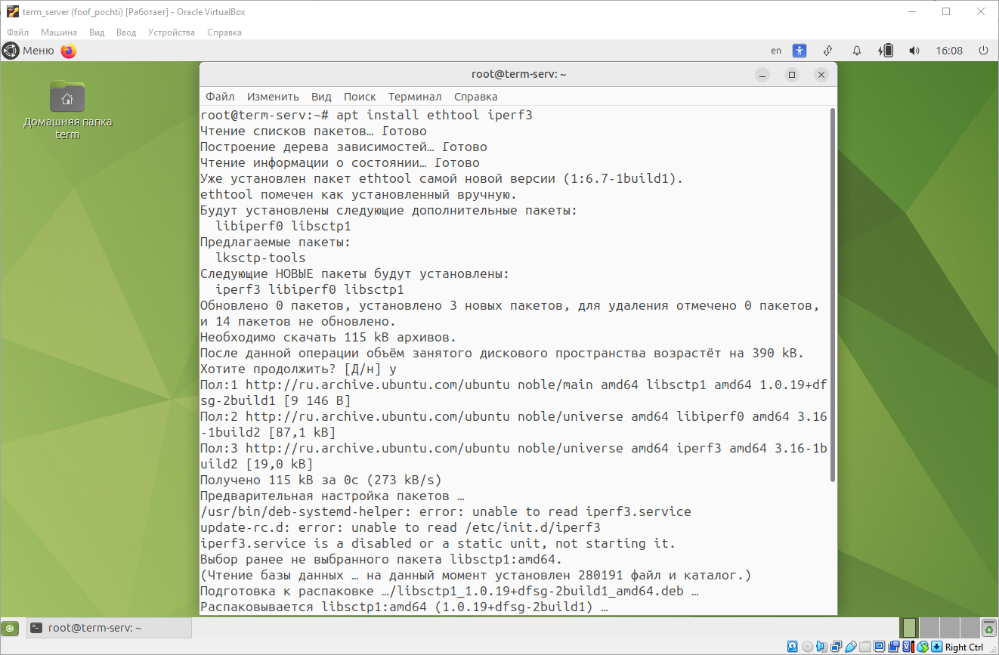 term_server (foof_pochti) [Работает] - Oracle VirtualBox
Файл Машина Вид Ввод Устройства Справка
Меню en 16:08
Домашняя папка
term
root@term-serv: ~
Файл Изменить Вид Поиск Терминал Справка
root@term-serv:~# apt install ethtool iperf3
Чтение списков пакетов… Готово
Построение дерева зависимостей… Готово
Чтение информации о состоянии… Готово
Уже установлен пакет ethtool самой новой версии (1:6.7-1build1).
ethtool помечен как установленный вручную.
Будут установлены следующие дополнительные пакеты:
  libiperf0 libsctp1
Предлагаемые пакеты:
  lksctp-tools
Следующие НОВЫЕ пакеты будут установлены:
  iperf3 libiperf0 libsctp1
Обновлено 0 пакетов, установлено 3 новых пакетов, для удаления отмечено 0 пакетов,
и 14 пакетов не обновлено.
Необходимо скачать 115 kB архивов.
После данной операции объём занятого дискового пространства возрастёт на 390 kB.
Хотите продолжить? [Д/н] y
Пол:1 http://ru.archive.ubuntu.com/ubuntu noble/main amd64 libsctp1 amd64 1.0.19+df
sg-2build1 [9 146 B]
Пол:2 http://ru.archive.ubuntu.com/ubuntu noble/universe amd64 libiperf0 amd64 3.16
-1build2 [87,1 kB]
Пол:3 http://ru.archive.ubuntu.com/ubuntu noble/universe amd64 iperf3 amd64 3.16-1b
uild2 [19,0 kB]
Получено 115 kB за 0с (273 kB/s)
Предварительная настройка пакетов …
/usr/bin/deb-systemd-helper: error: unable to read iperf3.service
update-rc.d: error: unable to read /etc/init.d/iperf3
iperf3.service is a disabled or a static unit, not starting it.
Выбор ранее не выбранного пакета libsctp1:amd64.
(Чтение базы данных … на данный момент установлен 280191 файл и каталог.)
Подготовка к распаковке …/libsctp1_1.0.19+dfsg-2build1_amd64.deb …
Распаковывается libsctp1:amd64 (1.0.19+dfsg-2build1) …
root@term-serv: ~
Right Ctrl